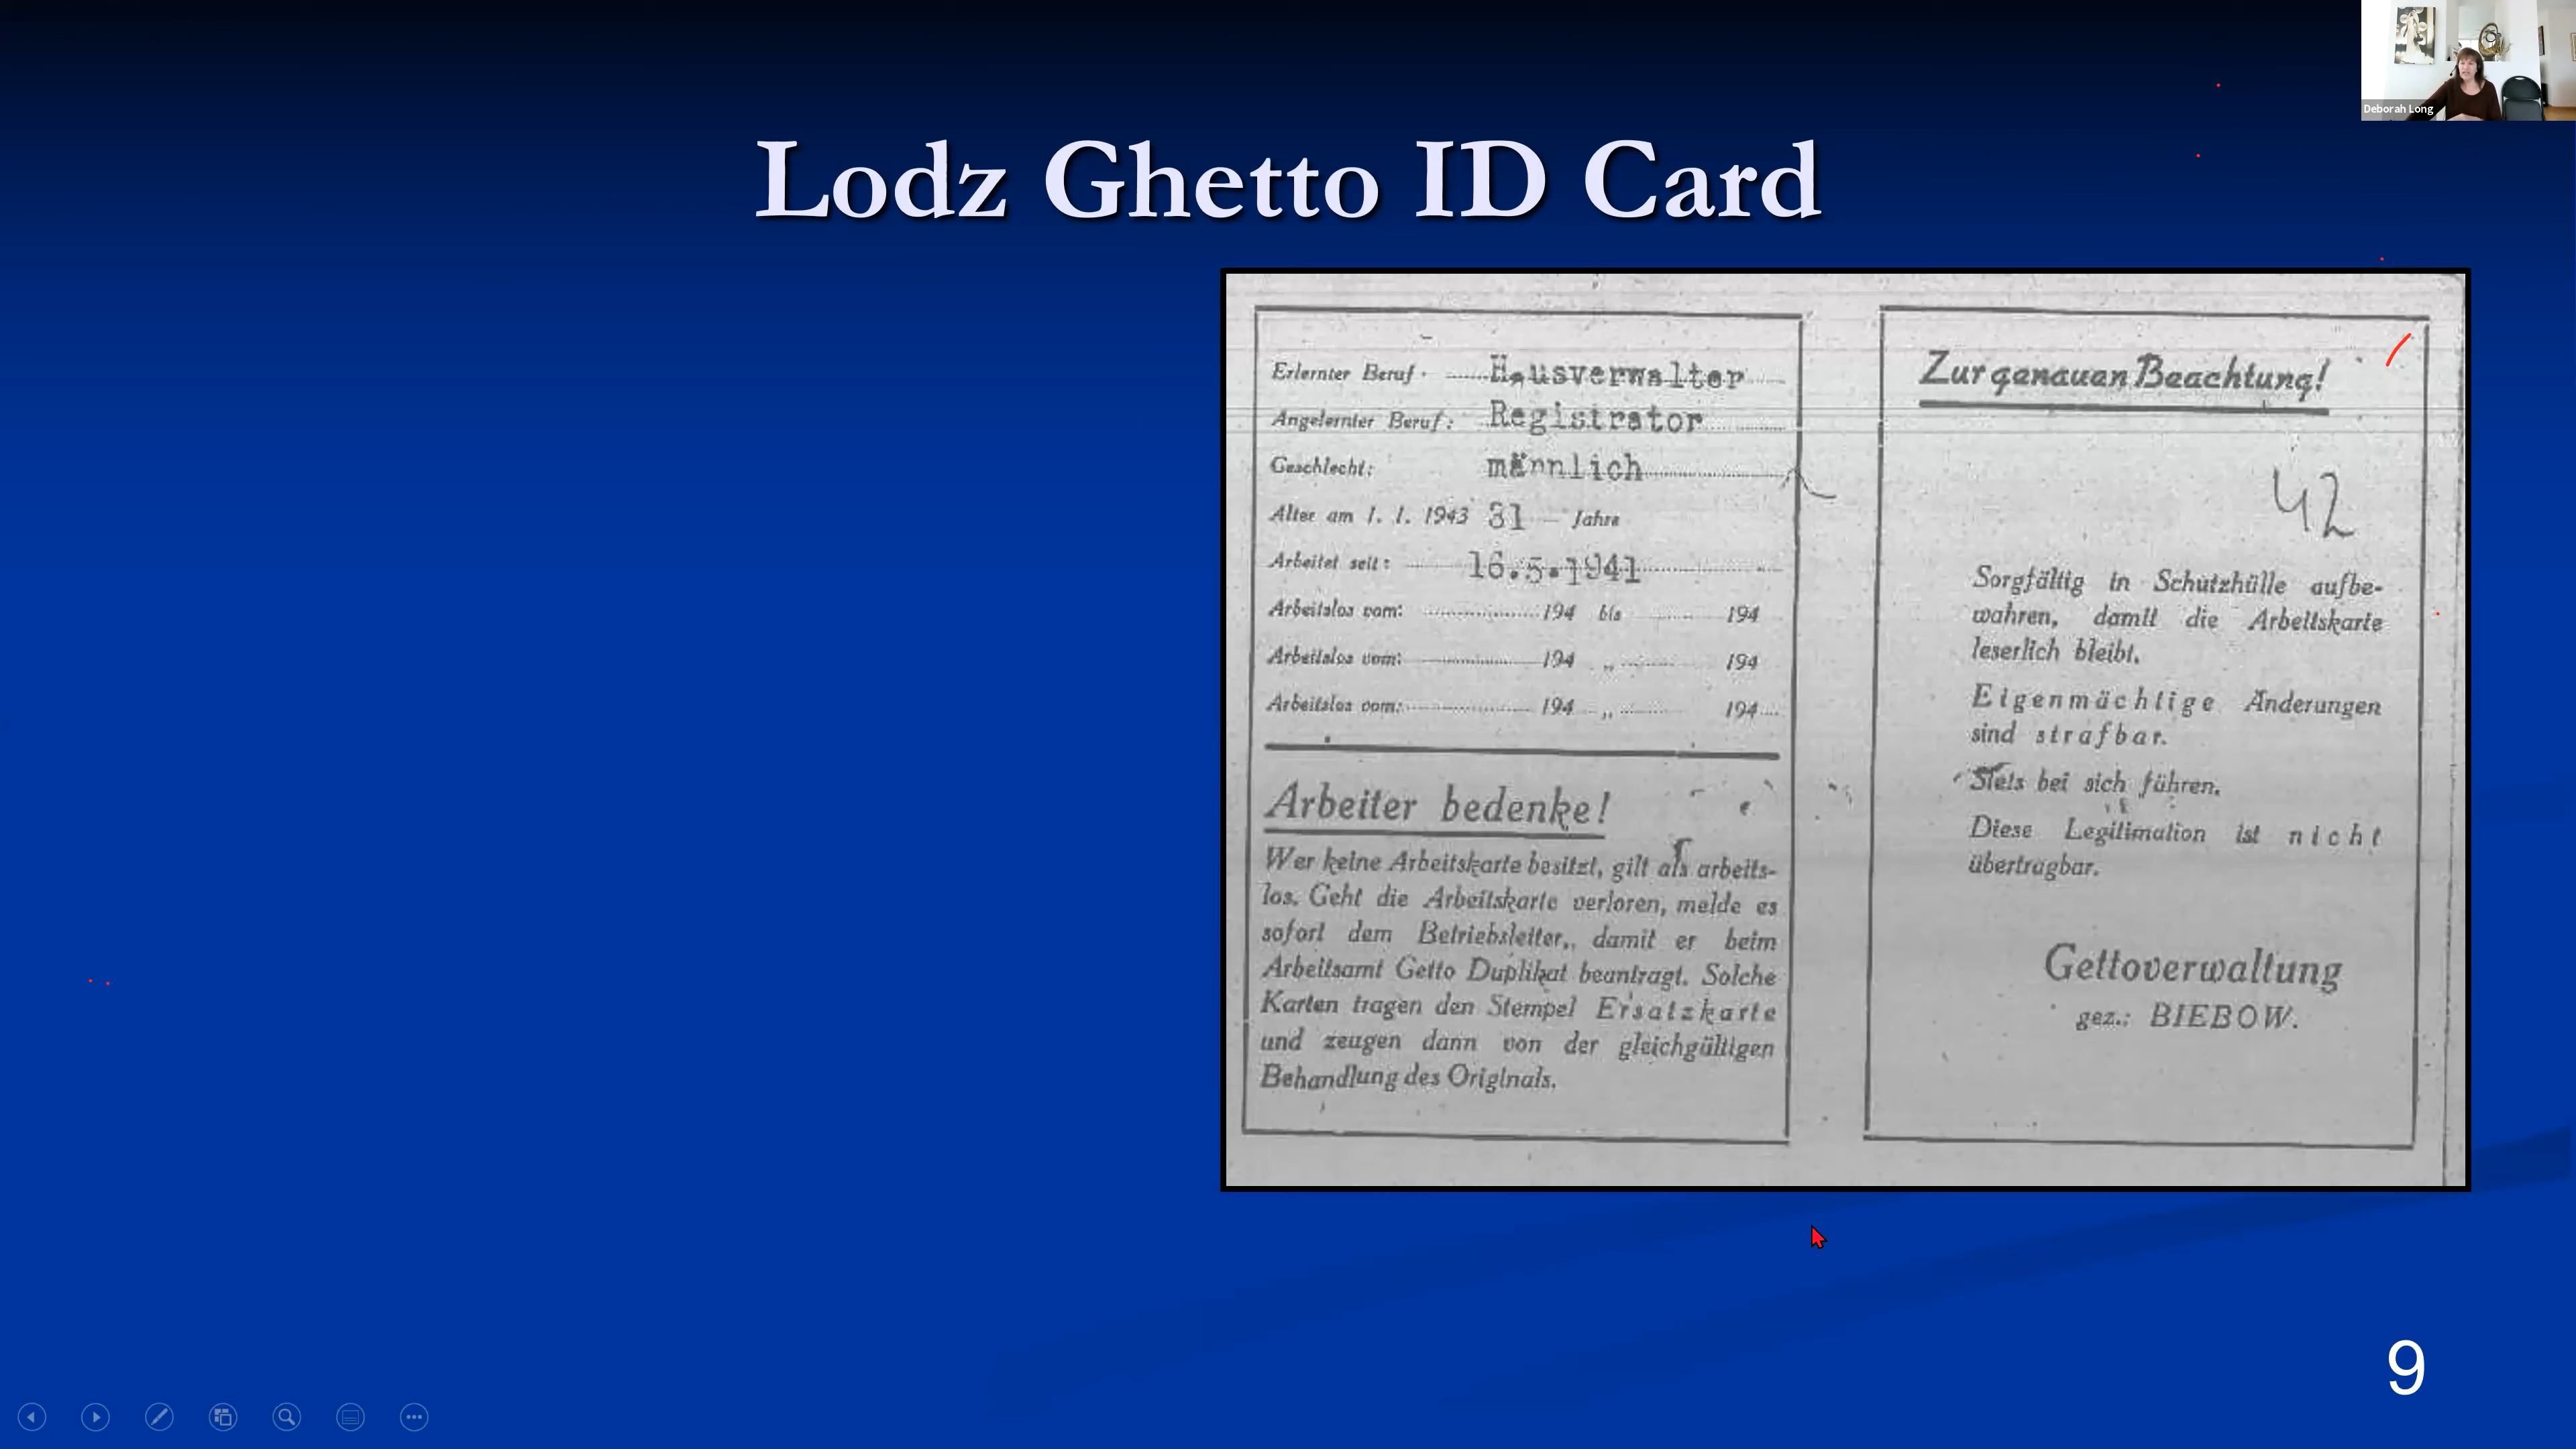 Deborah Long
Lodz Ghetto ID Card
Erlernter Beruf: Hausverwalter
Angelernter Beruf: Registrator
Geschlecht: männlich
Alter am 1. 1. 1943 31 Jahre
Arbeitet seit: 16.5.1941
Arbeitslos vom: 194 bis 194
Arbeitslos vom: 194 „ 194
Arbeitslos vom: 194 „ 194
Arbeiter bedenke!
Wer keine Arbeitskarte besitzt, gilt als arbeits-
los. Geht die Arbeitskarte verloren, melde es
sofort dem Betriebsleiter, damit er beim
Arbeitsamt Getto Duplikat beantragt. Solche
Karten tragen den Stempel Ersatzkarte
und zeugen dann von der gleichgültigen
Behandlung des Originals.
Zur genauen Beachtung!
42
Sorgfältig in Schutzhülle aufbe-
wahren, damit die Arbeitskarte
leserlich bleibt.
Eigenmächtige Änderungen
sind strafbar.
Stets bei sich führen.
Diese Legitimation ist nicht
übertragbar.
Gettoverwaltung
gez.: BIEBOW.
9